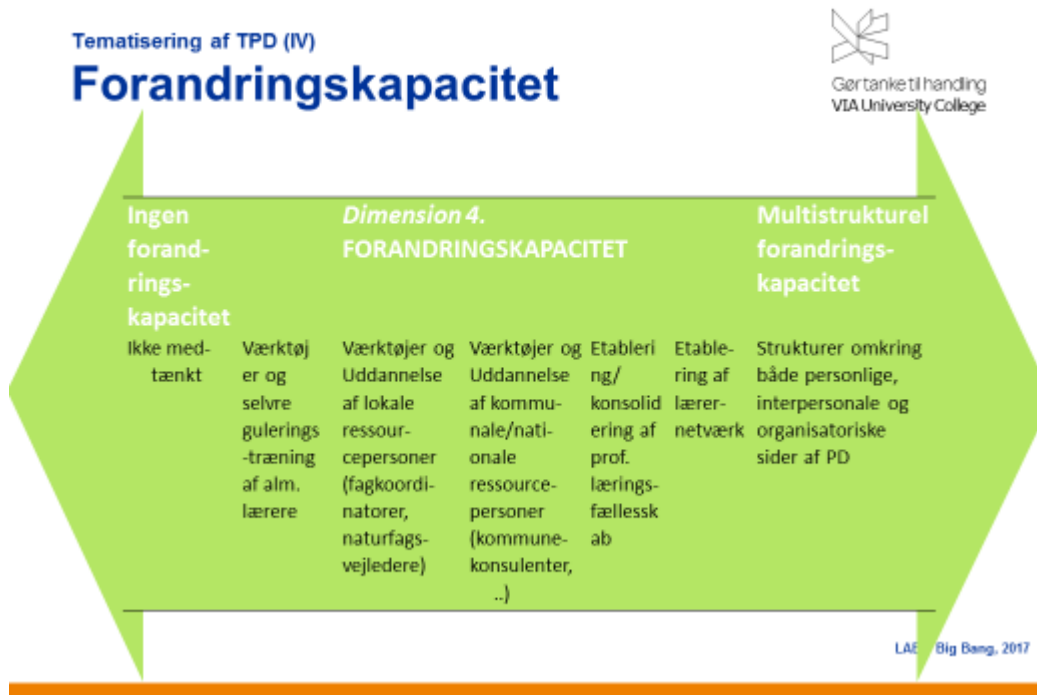 Tematisering af TPD (IV)
Forandringskapacitet
Gør tanke til handling
VIA University College
Ingen
forand-
rings-
kapacitet
Dimension 4.
FORANDRINGSKAPACITET
Multistrukturel
forandrings-
kapacitet
Ikke med-
tænkt
Værktøj
er og
selvre
gulerings
-træning
af alm.
lærere
Værktøjer og
Uddannelse
af lokale
ressour-
cepersoner
(fagkoordi-
natorer,
naturfags-
vejledere)
Værktøjer og
Uddannelse
af kommu-
nale/nati-
onale
ressource-
personer
(kommune-
konsulenter,
..)
Etableri
ng/
konsolid
ering af
prof.
lærings-
fællessk
ab
Etable-
ring af
lærer-
netværk
Strukturer omkring
både personlige,
interpersonale og
organisatoriske
sider af PD
Big Bang, 2017